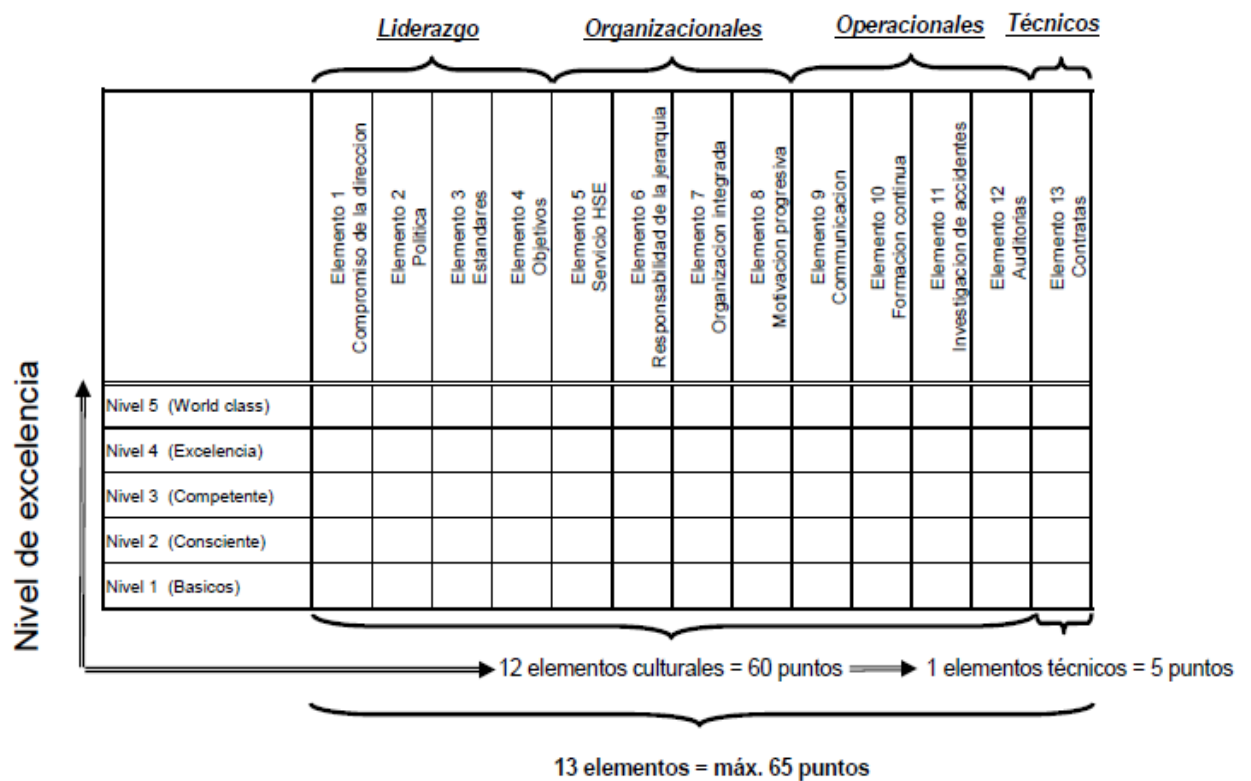 Liderazgo
Organizacionales
Operacionales
Técnicos
Elemento 1
Compromiso de la direccion
Elemento 2
Politica
Elemento 3
Estandares
Elemento 4
Objetivos
Elemento 5
Servicio HSE
Elemento 6
Responsabilidad de la jerarquia
Elemento 7
Organizacion integrada
Elemento 8
Motivacion progresiva
Elemento 9
Communicacion
Elemento 10
Formacion continua
Elemento 11
Investigacion de accidentes
Elemento 12
Auditorias
Elemento 13
Contratas
Nivel de excelencia
Nivel 5 (World class)
Nivel 4 (Excelencia)
Nivel 3 (Competente)
Nivel 2 (Consciente)
Nivel 1 (Basicos)
12 elementos culturales = 60 puntos
1 elementos técnicos = 5 puntos
13 elementos = máx. 65 puntos